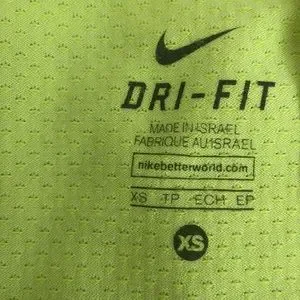 DRI-FIT
MADE IN ISRAEL
FABRIQUE AU ISRAEL
nikebetterworld.com
XS TP ECH EP
XS